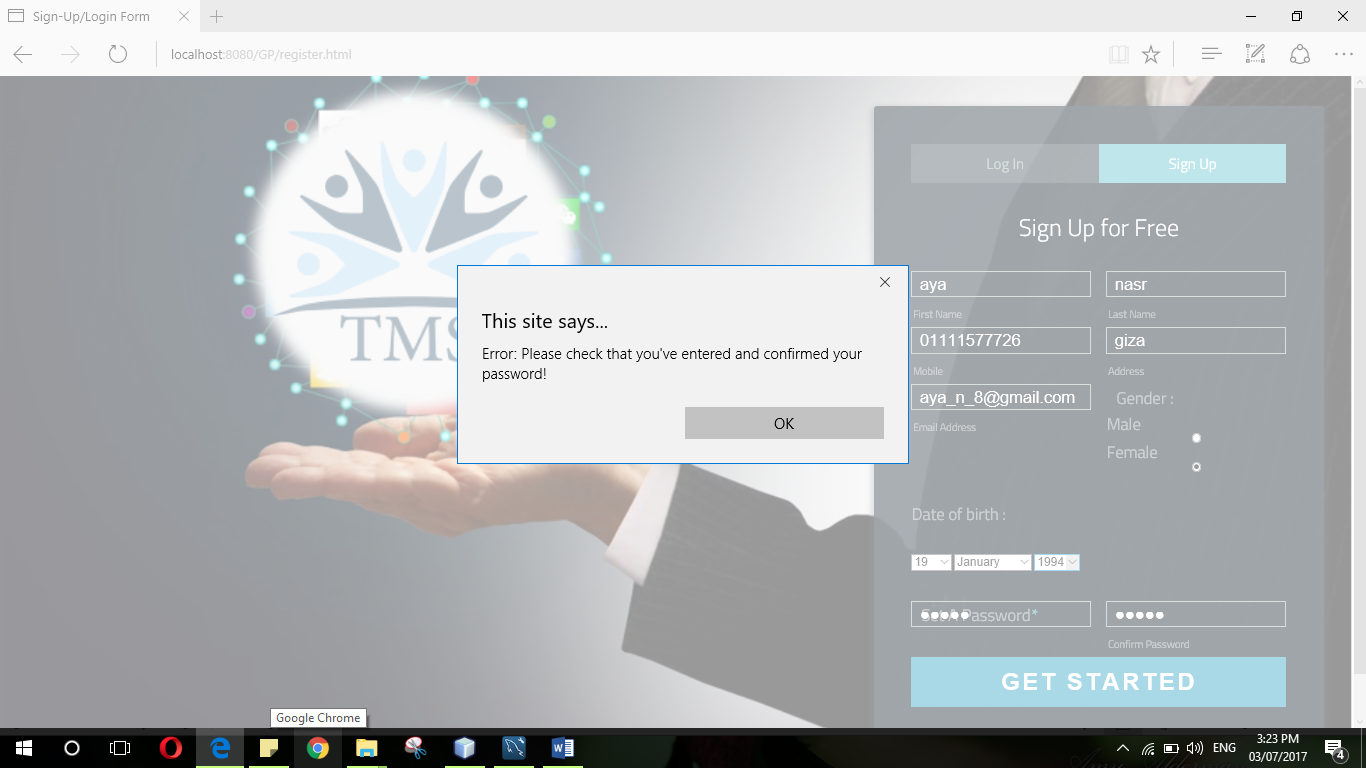 Sign-Up/Login Form
localhost:8080/GP/register.html
TMS
Log In
Sign Up
Sign Up for Free
aya
nasr
First Name
Last Name
01111577726
giza
Mobile
Address
aya_n_8@gmail.com
Gender :
Email Address
Male
Female
This site says...
Error: Please check that you've entered and confirmed your
password!
OK
Date of birth :
19 January 1994
Set A Password*
Confirm Password
GET STARTED
Google Chrome
ENG
3:23 PM
03/07/2017
4